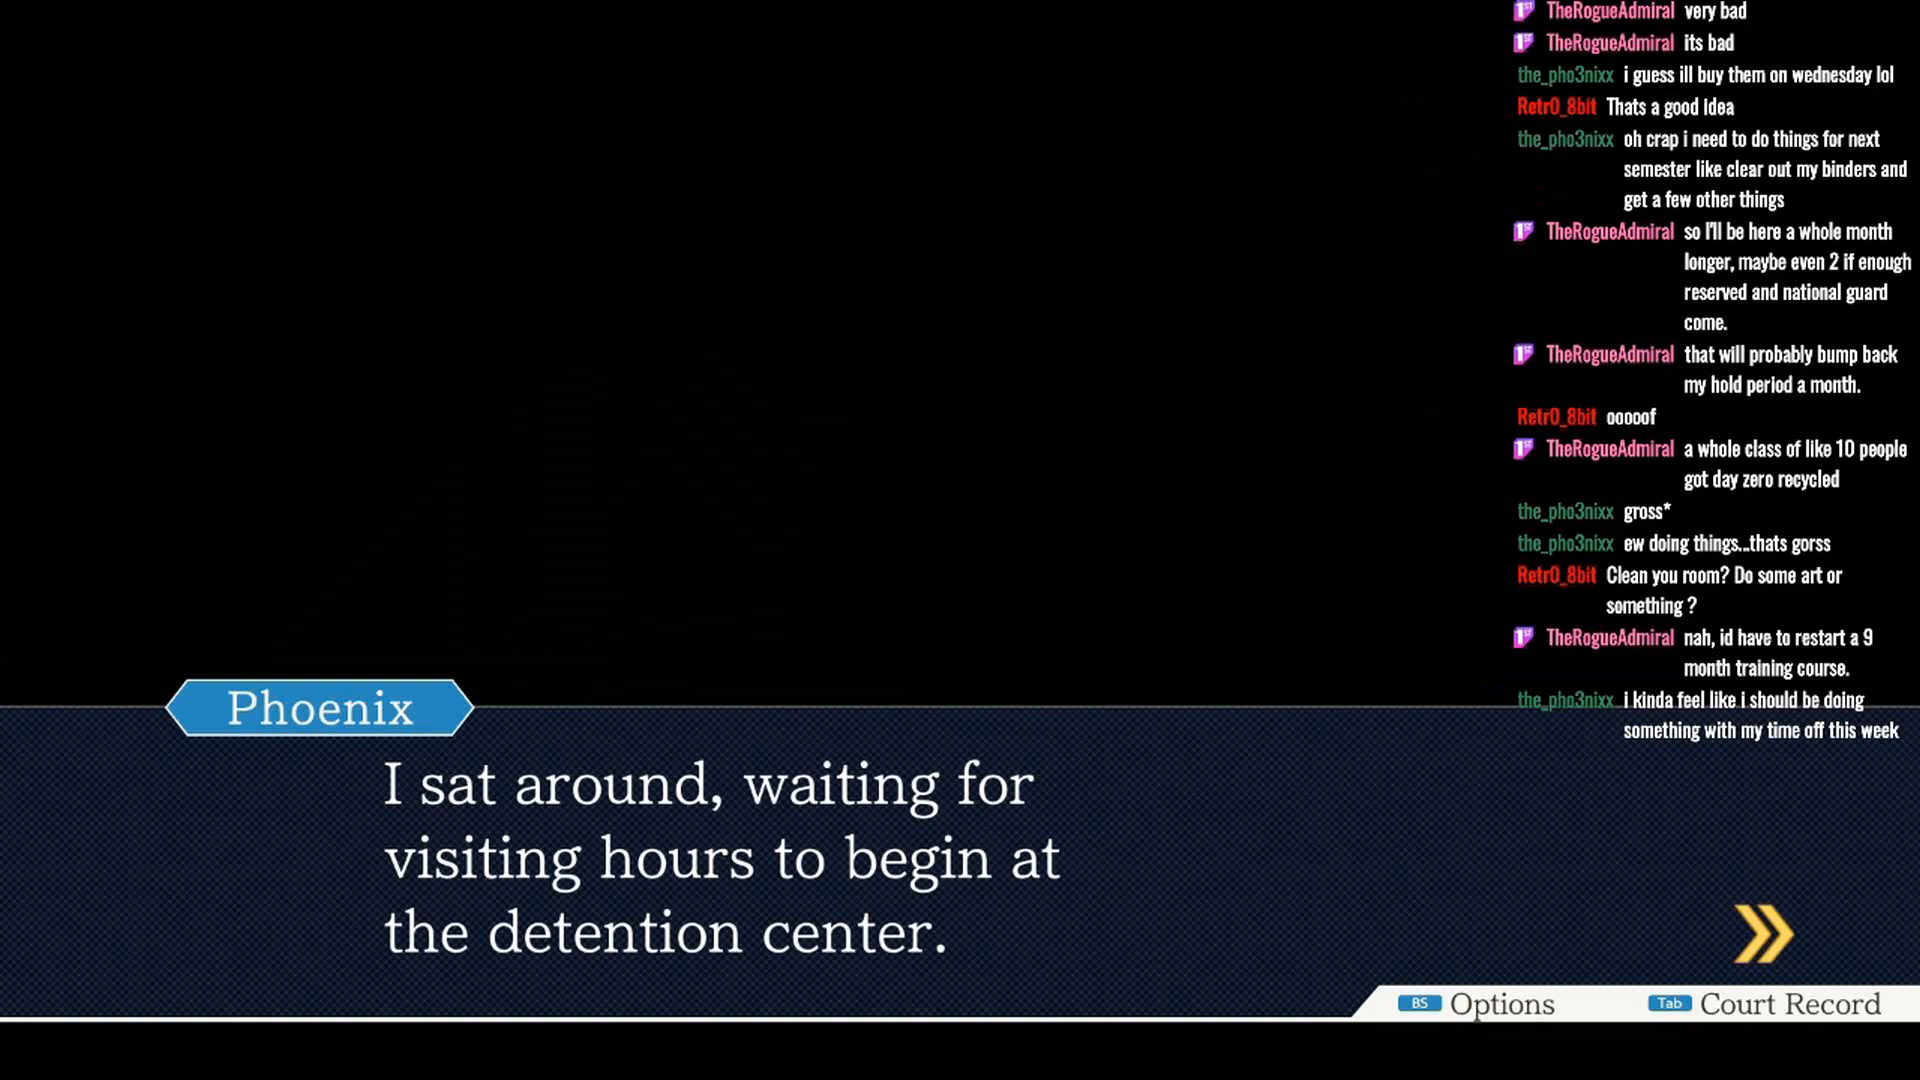 1ST TheRogueAdmiral very bad
1ST TheRogueAdmiral its bad
the_pho3nixx i guess ill buy them on wednesday lol
Retr0_8bit Thats a good idea
the_pho3nixx oh crap i need to do things for next
semester like clear out my binders and
get a few other things
1ST TheRogueAdmiral so I'll be here a whole month
longer, maybe even 2 if enough
reserved and national guard
come.
1ST TheRogueAdmiral that will probably bump back
my hold period a month.
Retr0_8bit ooooof
1ST TheRogueAdmiral a whole class of like 10 people
got day zero recycled
the_pho3nixx gross*
the_pho3nixx ew doing things...thats gorss
Retr0_8bit Clean you room? Do some art or
something ?
1ST TheRogueAdmiral nah, id have to restart a 9
month training course.
the_pho3nixx i kinda feel like i should be doing
something with my time off this week
Phoenix
I sat around, waiting for
visiting hours to begin at
the detention center.
BS Options
Tab Court Record